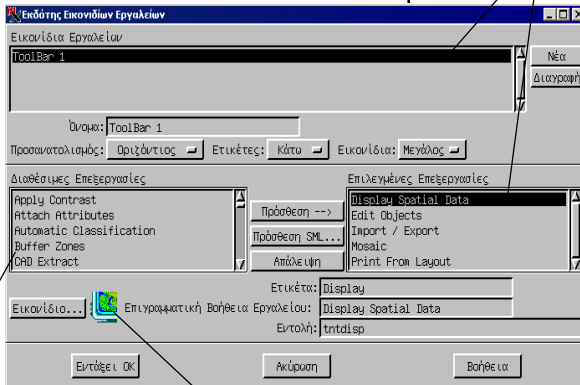 Εκδότης Εικονιδίων Εργαλείων
Εικονίδια Εργαλείων
ToolBar 1
Νέα
Διαγραφή
Όνομα: ToolBar 1
Προσανατολισμός: Οριζόντιος Ετικέτες: Κάτω Εικονίδια: Μεγάλος
Διαθέσιμες Επεξεργασίες
Επιλεγμένες Επεξεργασίες
Apply Contrast
Attach Attributes
Automatic Classification
Buffer Zones
CAD Extract
Πρόσθεση -->
Πρόσθεση SML...
Απάλειψη
Display Spatial Data
Edit Objects
Import / Export
Mosaic
Print From Layout
Ετικέτα: Display
Εικονίδιο... Επιγραμματική Βοήθεια Εργαλείου: Display Spatial Data
Εντολή: tntdisp
Εντάξει OK
Ακύρωση
Βοήθεια